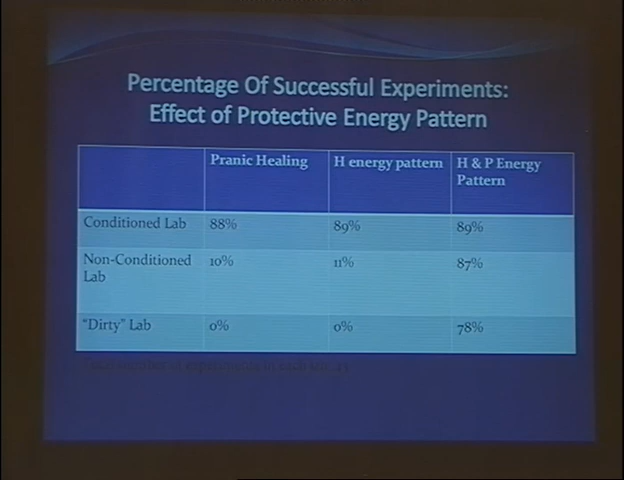 Percentage Of Successful Experiments:
Effect of Protective Energy Pattern
Pranic Healing H energy pattern H & P Energy
Pattern
Conditioned Lab 88% 89% 89%
Non-Conditioned 10% 11% 87%
Lab
“Dirty” Lab 0% 0% 78%